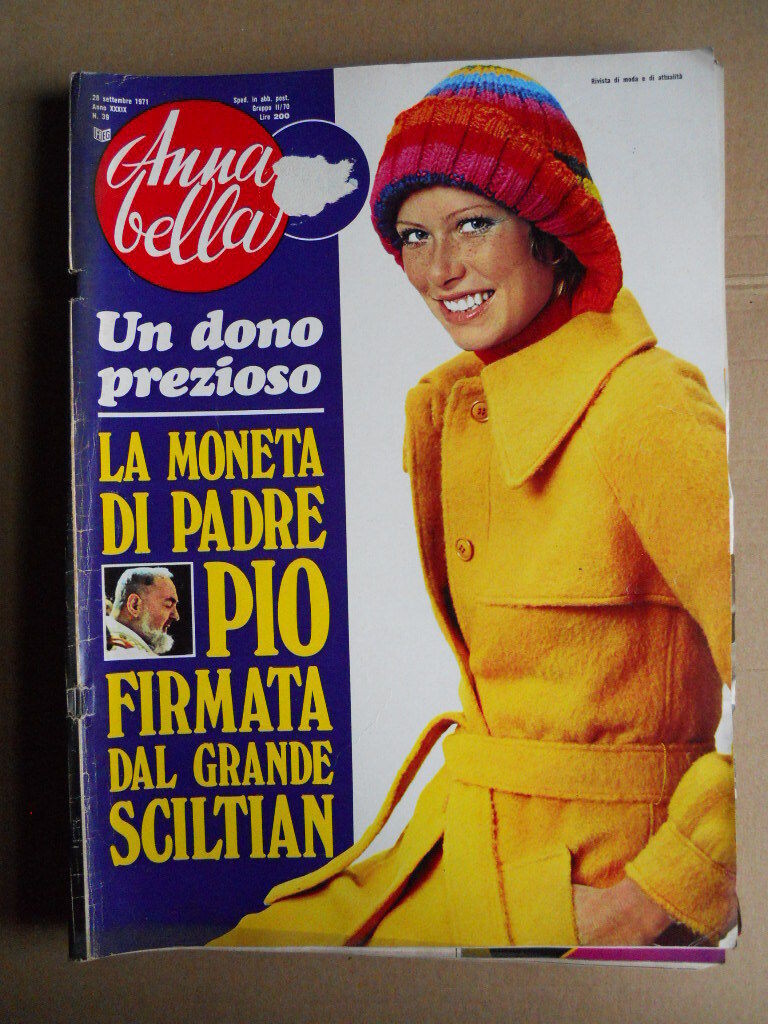 28 settembre 1971
Anno XXXIX
N. 39
Sped. in abb. post.
Gruppo II/70
Lire 200
Rivista di moda e di attualità
Anna
bella
Un dono
prezioso
LA MONETA
DI PADRE
PIO
FIRMATA
DAL GRANDE
SCILTIAN